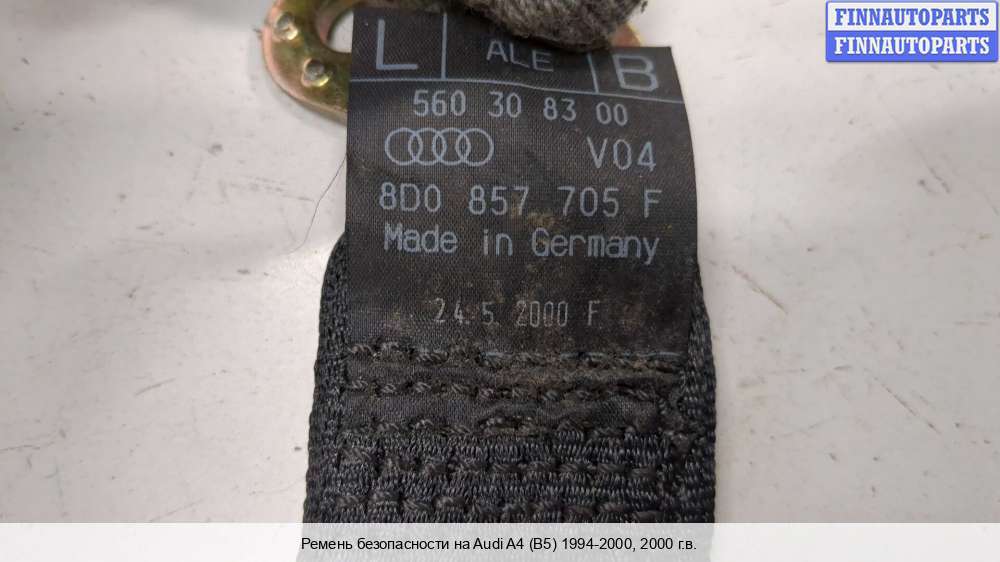 FINNAUTOPARTS
FINNAUTOPARTS
L ALE B
560 30 83 00
V04
8D0 857 705 F
Made in Germany
24.5.2000 F
Ремень безопасности на Audi A4 (B5) 1994-2000, 2000 г.в.